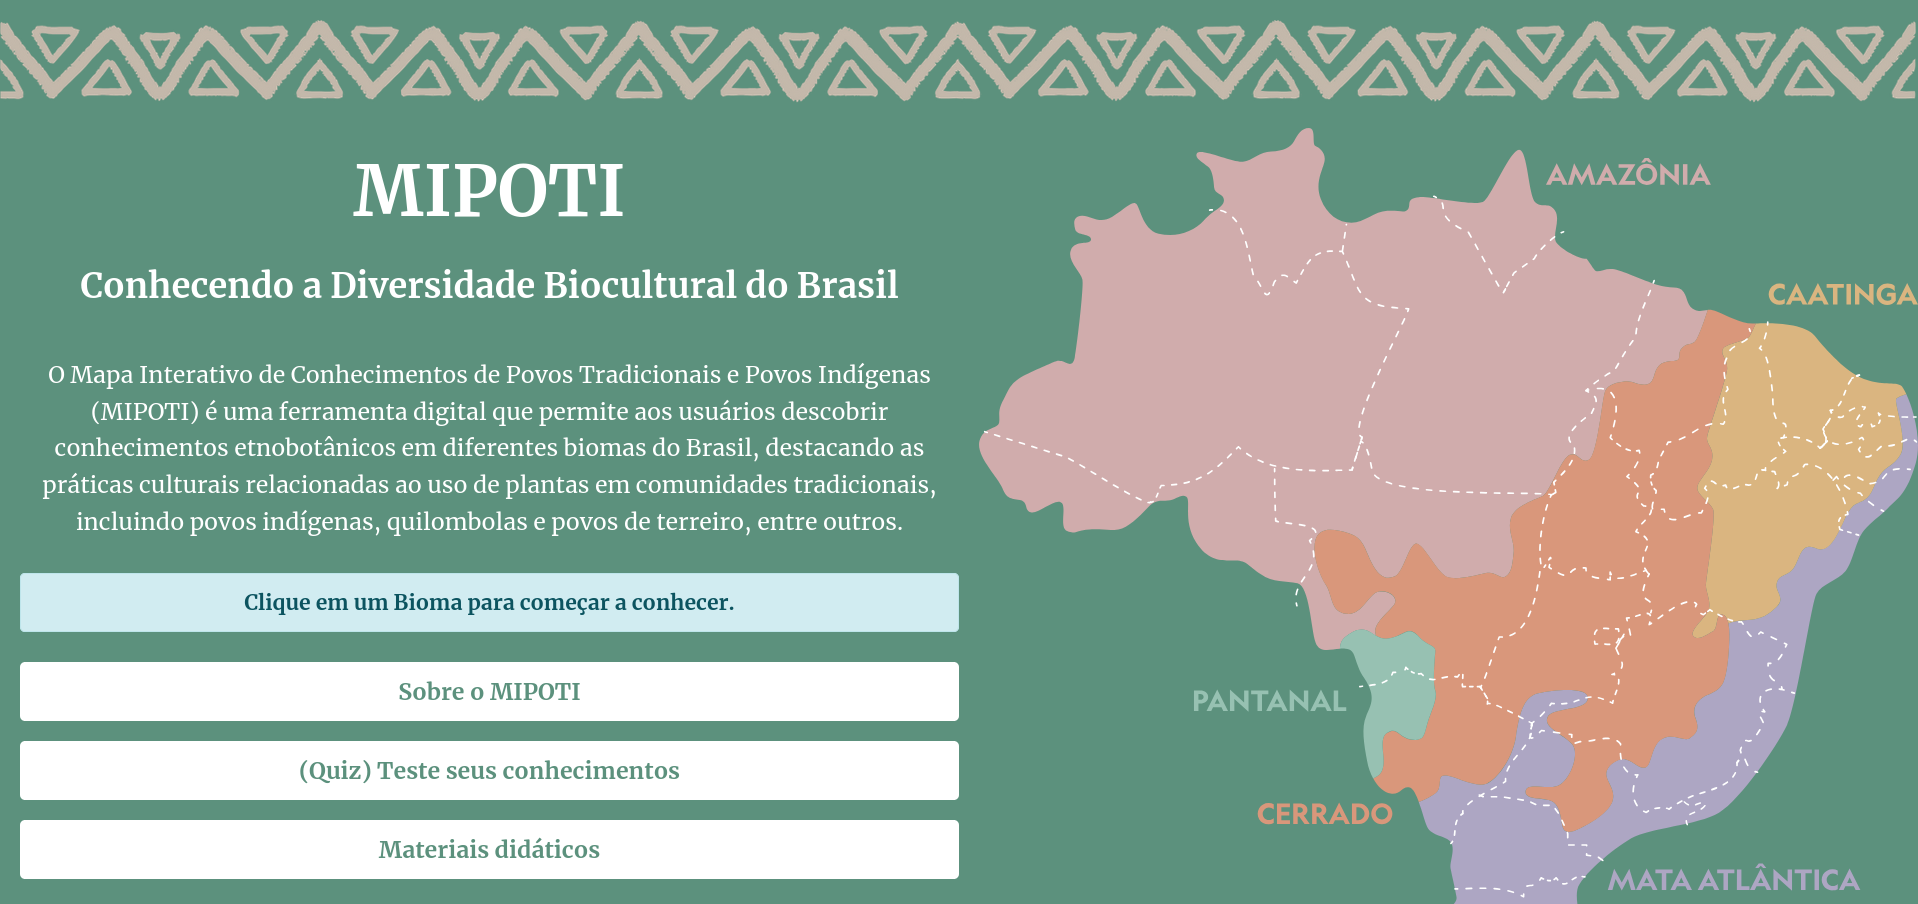 MIPOTI
Conhecendo a Diversidade Biocultural do Brasil
O Mapa Interativo de Conhecimentos de Povos Tradicionais e Povos Indígenas
(MIPOTI) é uma ferramenta digital que permite aos usuários descobrir
conhecimentos etnobotânicos em diferentes biomas do Brasil, destacando as
práticas culturais relacionadas ao uso de plantas em comunidades tradicionais,
incluindo povos indígenas, quilombolas e povos de terreiro, entre outros.
Clique em um Bioma para começar a conhecer.
Sobre o MIPOTI
(Quiz) Teste seus conhecimentos
Materiais didáticos
AMAZÔNIA
CAATINGA
PANTANAL
CERRADO
MATA ATLÂNTICA